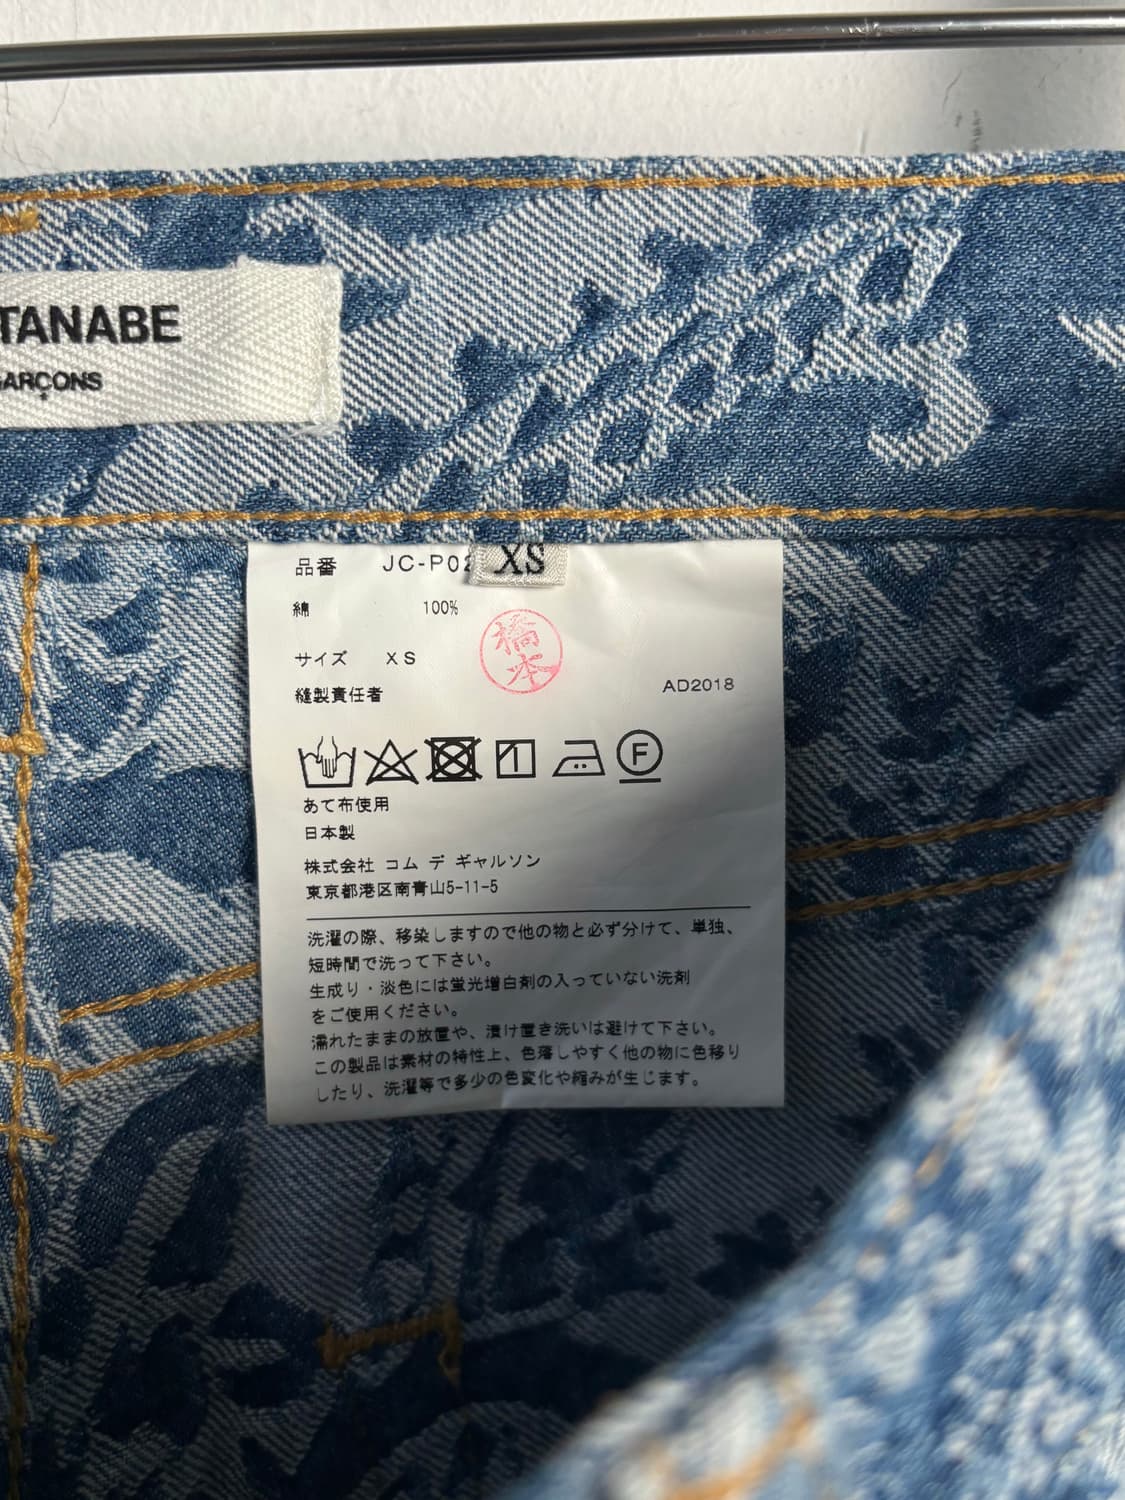 TANABE
GARÇONS
XS
品番 JC-P02
綿 100%
サイズ XS
橋本
縫製責任者 AD2018
F
あて布使用
日本製
株式会社 コム デ ギャルソン
東京都港区南青山5-11-5
洗濯の際、移染しますので他の物と必ず分けて、単独、
短時間で洗って下さい。
生成り・淡色には蛍光増白剤の入っていない洗剤
をご使用ください。
濡れたままの放置や、漬け置き洗いは避けて下さい。
この製品は素材の特性上、色落しやすく他の物に色移り
したり、洗濯等で多少の色変化や縮みが生じます。